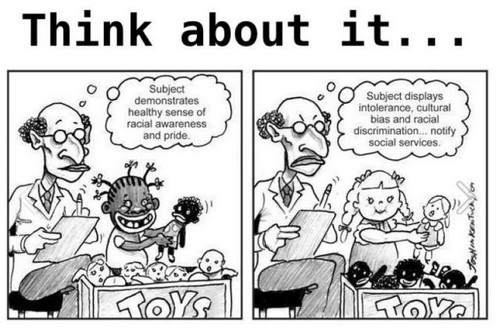 Think about it...
Subject
demonstrates
healthy sense of
racial awareness
and pride.
Subject displays
intolerance, cultural
bias and racial
discrimination... notify
social services.
TOYS
TOYS